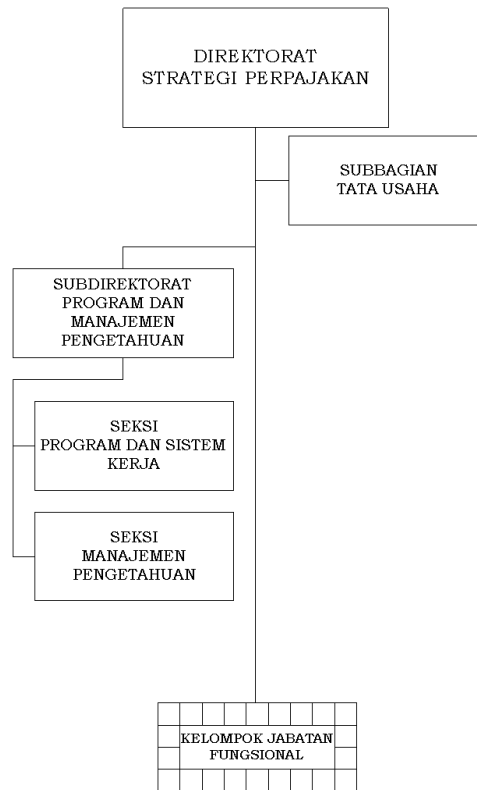 DIREKTORAT
STRATEGI PERPAJAKAN
SUBBAGIAN
TATA USAHA
SUBDIREKTORAT
PROGRAM DAN
MANAJEMEN
PENGETAHUAN
SEKSI
PROGRAM DAN SISTEM
KERJA
SEKSI
MANAJEMEN
PENGETAHUAN
KELOMPOK JABATAN
FUNGSIONAL